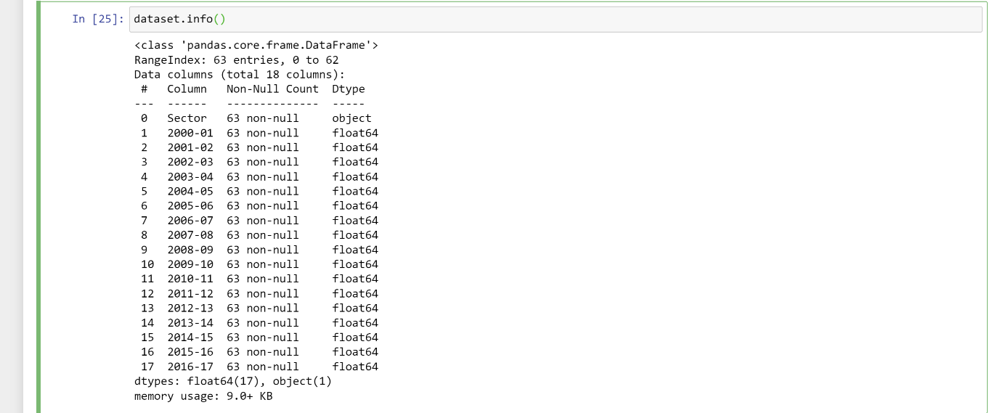 In [25]: dataset.info()
<class 'pandas.core.frame.DataFrame'>
RangeIndex: 63 entries, 0 to 62
Data columns (total 18 columns):
 #   Column   Non-Null Count  Dtype
---  ------   --------------  -----
 0   Sector   63 non-null     object
 1   2000-01  63 non-null     float64
 2   2001-02  63 non-null     float64
 3   2002-03  63 non-null     float64
 4   2003-04  63 non-null     float64
 5   2004-05  63 non-null     float64
 6   2005-06  63 non-null     float64
 7   2006-07  63 non-null     float64
 8   2007-08  63 non-null     float64
 9   2008-09  63 non-null     float64
 10  2009-10  63 non-null     float64
 11  2010-11  63 non-null     float64
 12  2011-12  63 non-null     float64
 13  2012-13  63 non-null     float64
 14  2013-14  63 non-null     float64
 15  2014-15  63 non-null     float64
 16  2015-16  63 non-null     float64
 17  2016-17  63 non-null     float64
dtypes: float64(17), object(1)
memory usage: 9.0+ KB